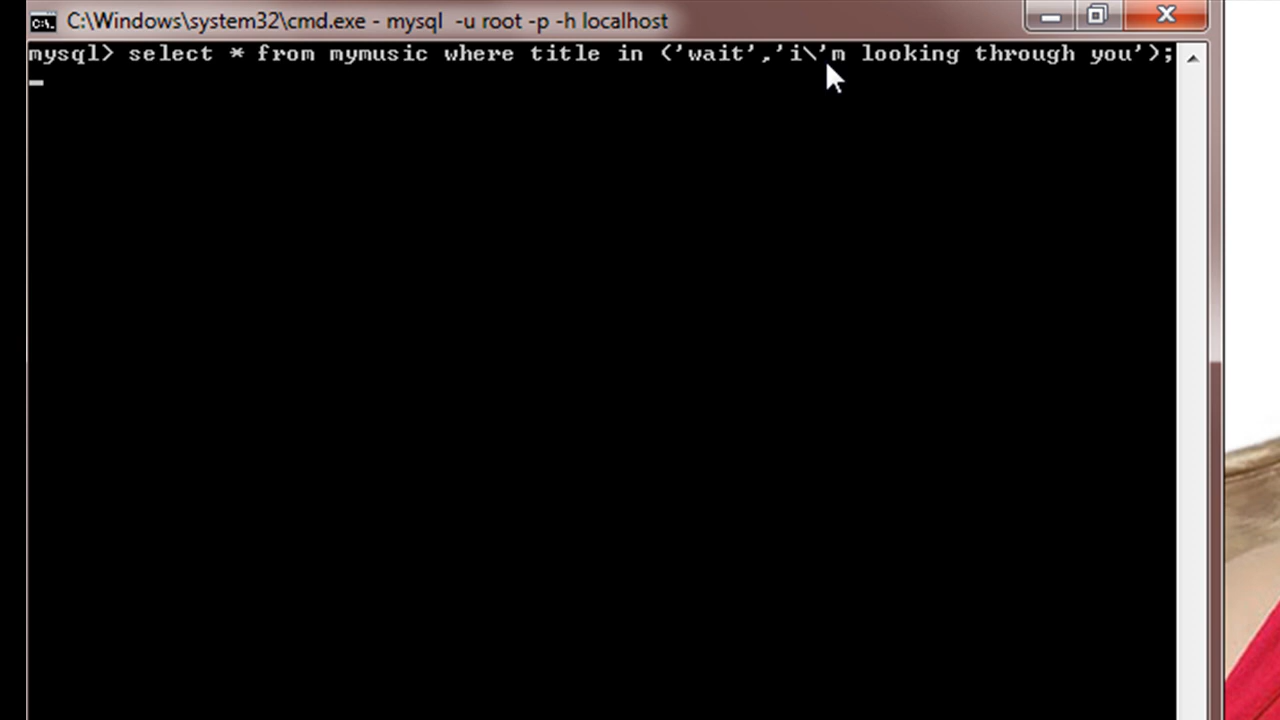 C:\Windows\system32\cmd.exe - mysql  -u root -p -h localhost
mysql> select * from mymusic where title in ('wait','i\'m looking through you');